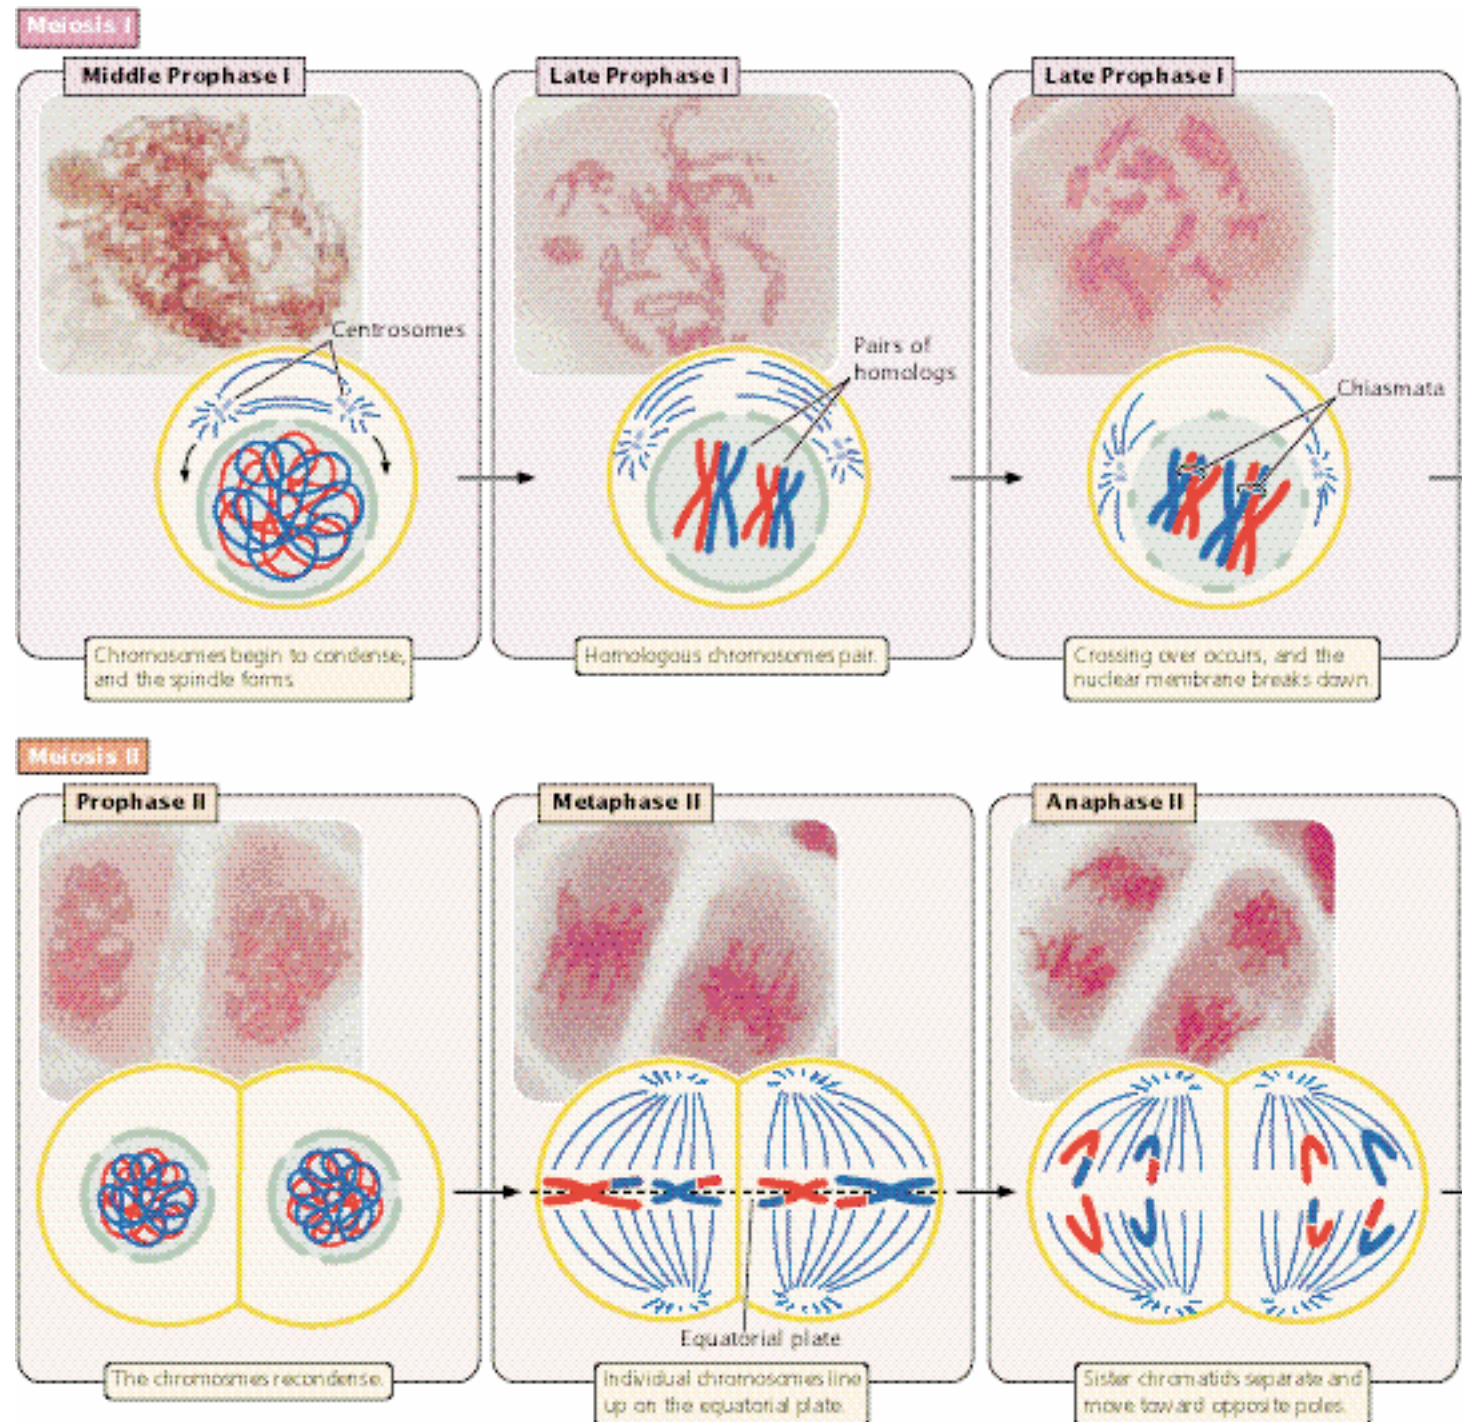 Meiosis I
Middle Prophase I
Late Prophase I
Late Prophase I
Centrosomes
Pairs of
homologs
Chiasmata
Chromosomes begin to condense,
and the spindle forms.
Homologous chromosomes pair.
Crossing over occurs, and the
nuclear membrane breaks down.
Meiosis II
Prophase II
Metaphase II
Anaphase II
Equatorial plate
The chromosmes recondense.
Individual chromosomes line
up on the equatorial plate.
Sister chromatids separate and
move toward opposite poles.